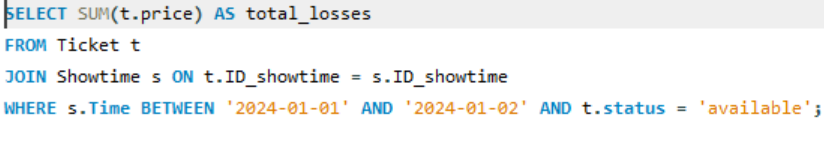 SELECT SUM(t.price) AS total_losses
FROM Ticket t
JOIN Showtime s ON t.ID_showtime = s.ID_showtime
WHERE s.Time BETWEEN '2024-01-01' AND '2024-01-02' AND t.status = 'available';